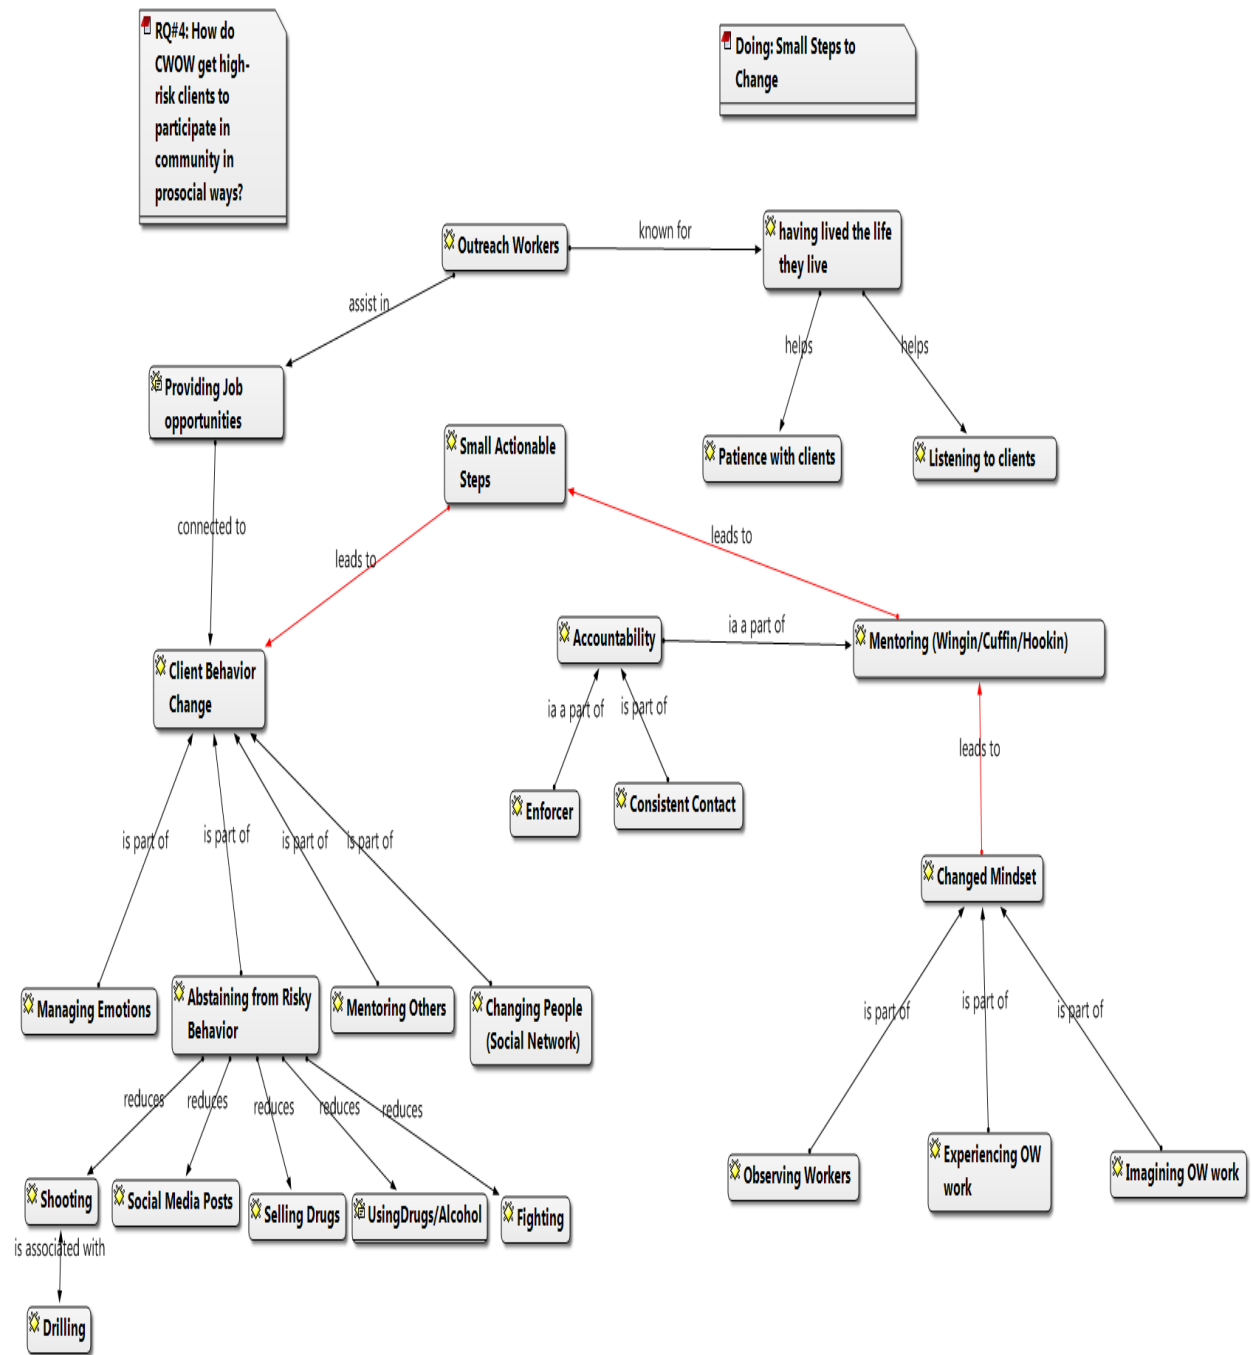 RQ#4: How do
CWOW get high-
risk clients to
participate in
community in
prosocial ways?
Doing: Small Steps to
Change
Outreach Workers
known for
having lived the life
they live
assist in
helps
helps
Providing Job
opportunities
Small Actionable
Steps
Patience with clients
Listening to clients
connected to
leads to
leads to
Accountability
ia a part of
Mentoring (Wingin/Cuffin/Hookin)
Client Behavior
Change
ia a part of
is part of
leads to
Enforcer
Consistent Contact
is part of
is part of
is part of
is part of
Changed Mindset
Managing Emotions
Abstaining from Risky
Behavior
Mentoring Others
Changing People
(Social Network)
is part of
is part of
is part of
reduces
reduces
reduces
reduces
reduces
Observing Workers
Experiencing OW
work
Imagining OW work
Shooting
Social Media Posts
Selling Drugs
UsingDrugs/Alcohol
Fighting
is associated with
Drilling